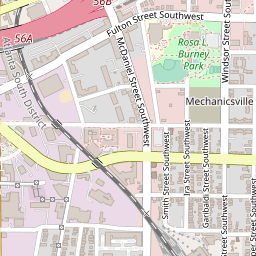 56B
56A
Fulton Street Southwest
McDaniel Street Southwest
Rosa L.
Burney
Park
Windsor Street
Atlanta
South District
Mechanicsville
Smith Street Southwest
Ira Street Southwest
Garibaldi Street Southwest
Street Southwest